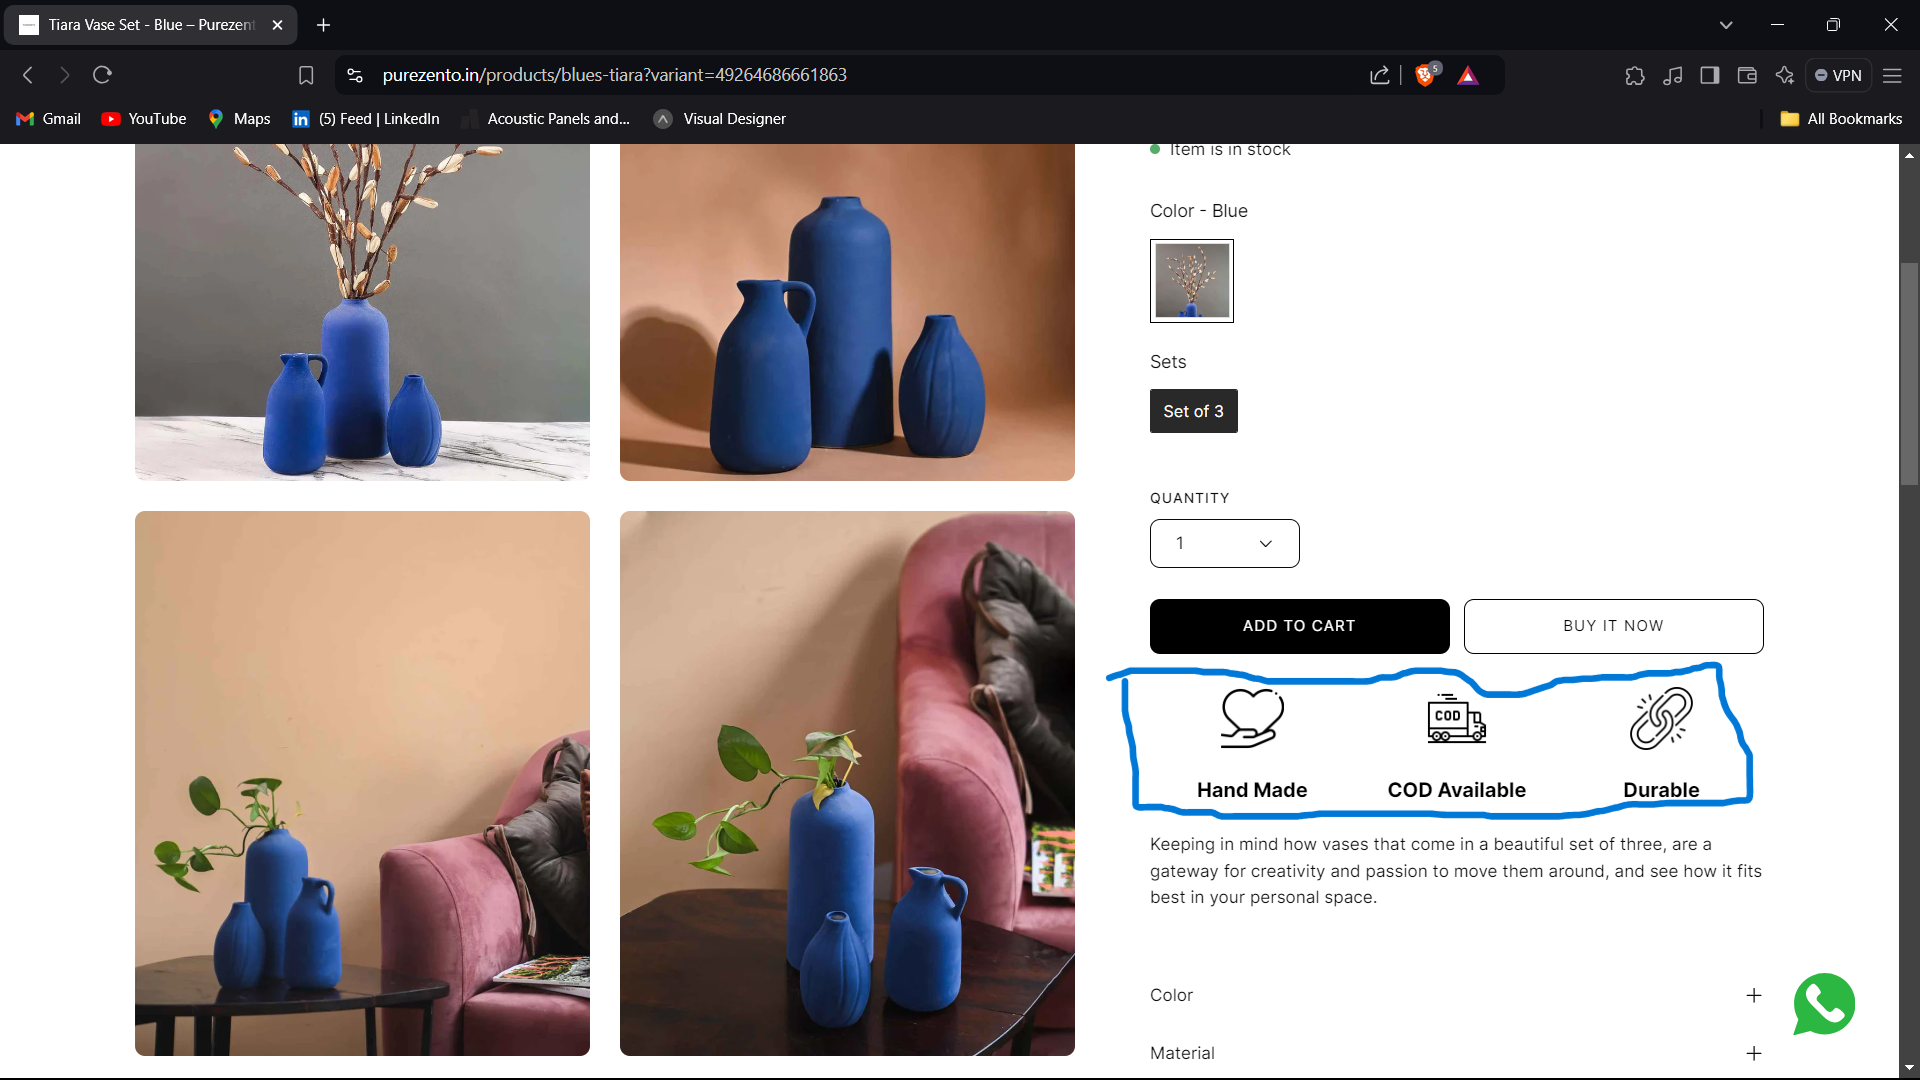 Tiara Vase Set - Blue – Purezent
purezento.in/products/blues-tiara?variant=49264686661863
5
VPN
Gmail
YouTube
Maps
(5) Feed | LinkedIn
Acoustic Panels and...
Visual Designer
All Bookmarks
Item is in stock
Color - Blue
Sets
Set of 3
QUANTITY
1
ADD TO CART
BUY IT NOW
COD
Hand Made
COD Available
Durable
Keeping in mind how vases that come in a beautiful set of three, are a
gateway for creativity and passion to move them around, and see how it fits
best in your personal space.
Color
Material